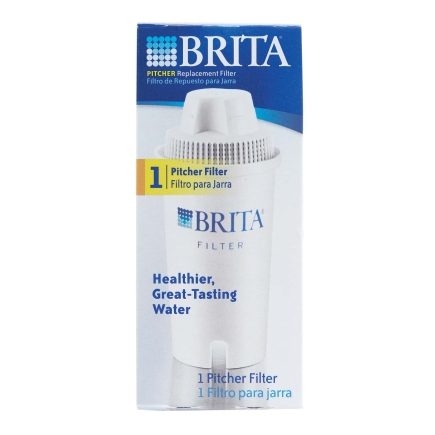 BRITA
PITCHER Replacement Filter
Filtro de Repuesto para Jarra
1 Pitcher Filter
Filtro para Jarra
BRITA
FILTER
Healthier,
Great-Tasting
Water
1 Pitcher Filter
1 Filtro para jarra